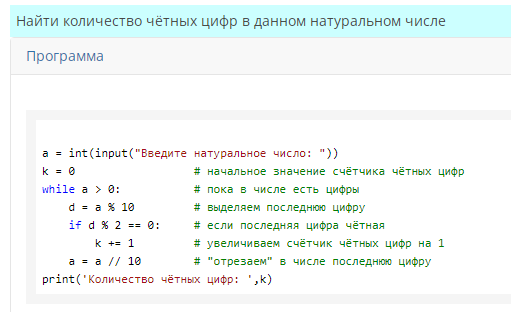 Найти количество чётных цифр в данном натуральном числе
Программа
a = int(input("Введите натуральное число: "))
k = 0                  # начальное значение счётчика чётных цифр
while a > 0:           # пока в числе есть цифры
    d = a % 10         # выделяем последнюю цифру
    if d % 2 == 0:     # если последняя цифра чётная
        k += 1         # увеличиваем счётчик чётных цифр на 1
    a = a // 10        # "отрезаем" в числе последнюю цифру
print('Количество чётных цифр: ',k)